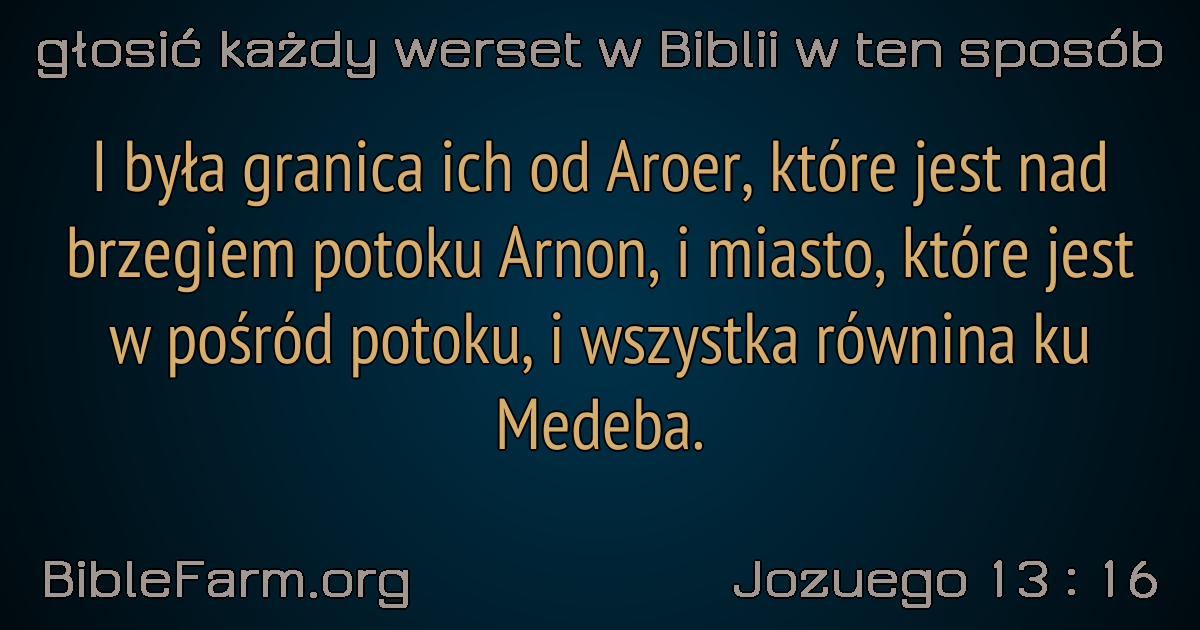 głosić każdy werset w Biblii w ten sposób
I była granica ich od Aroer, które jest nad
brzegiem potoku Arnon, i miasto, które jest
w pośród potoku, i wszystka równina ku
Medeba.
BibleFarm.org
Jozuego 13 : 16